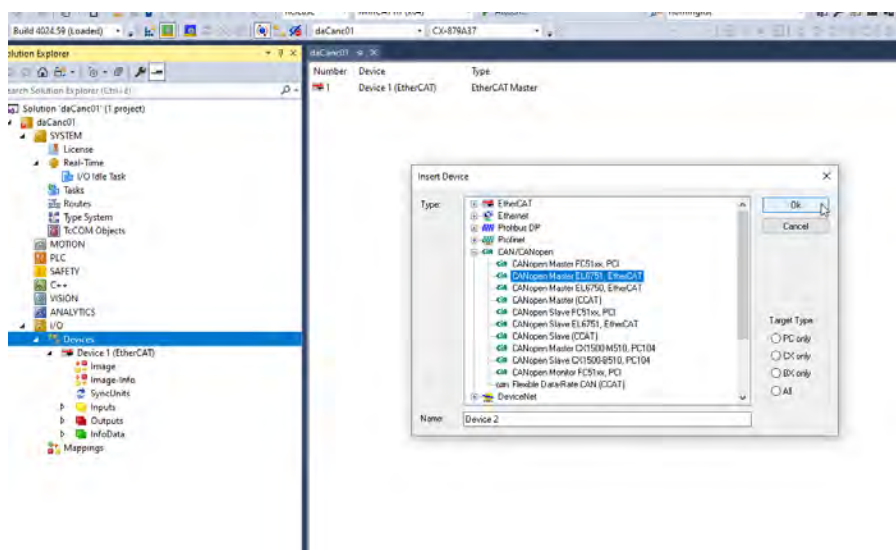 Build 4024.59 (Loaded)
daCanc01
CX-879A37
Solution Explorer
Search Solution Explorer (Ctrl+è)
Solution 'daCanc01' (1 project)
daCanc01
SYSTEM
License
Real-Time
I/O Idle Task
Tasks
Routes
Type System
TcCOM Objects
MOTION
PLC
SAFETY
C++
VISION
ANALYTICS
I/O
Devices
Device 1 (EtherCAT)
Image
Image-Info
SyncUnits
Inputs
Outputs
InfoData
Mappings
daCanc01
Number Device Type
1 Device 1 (EtherCAT) EtherCAT Master
Insert Device
Type:
EtherCAT
Ethernet
Profibus DP
Profinet
CAN/CANopen
CANopen Master FC51xx, PCI
CANopen Master EL6751, EtherCAT
CANopen Master EL6750, EtherCAT
CANopen Master (CCAT)
CANopen Slave FC51xx, PCI
CANopen Slave EL6751, EtherCAT
CANopen Slave (CCAT)
CANopen Master CX1500-M510, PC104
CANopen Slave CX1500-B510, PC104
CANopen Monitor FC51xx, PCI
Flexible Data-Rate CAN (CCAT)
DeviceNet
Ok
Cancel
Target Type
PC only
CX only
BX only
All
Name:
Device 2